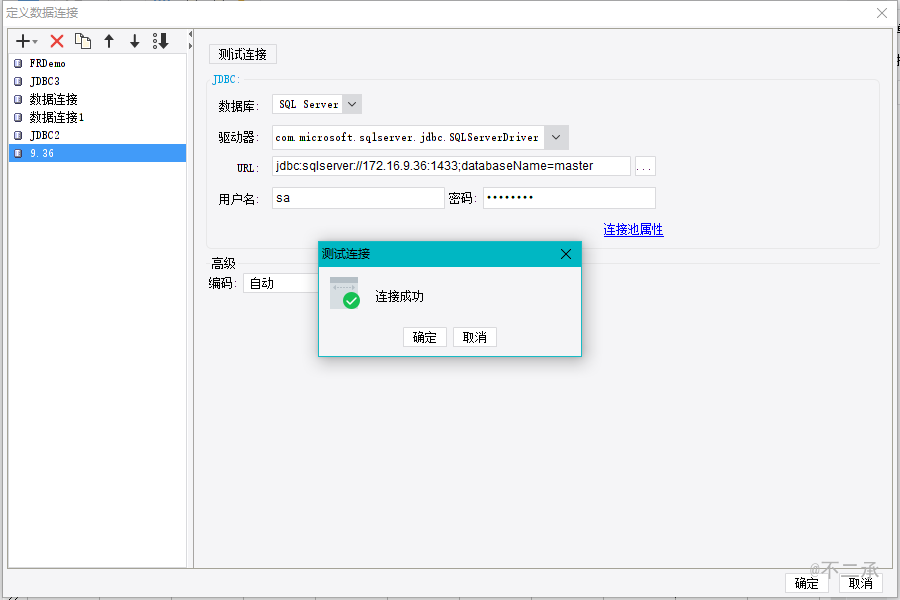 定义数据连接
FRDemo
JDBC3
数据连接
数据连接1
JDBC2
9.36
测试连接
JDBC:
数据库: SQL Server
驱动器: com.microsoft.sqlserver.jdbc.SQLServerDriver
URL: jdbc:sqlserver://172.16.9.36:1433;databaseName=master ...
用户名: sa 密码: ••••••••
连接池属性
高级
编码: 自动
测试连接
连接成功
确定 取消
@不二承
确定 取消